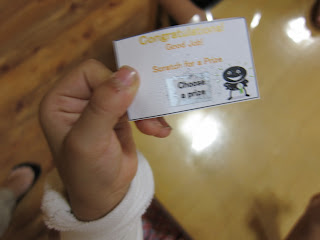 Congratulations!
Good Job!
Scratch for a Prize
Choose
a prize